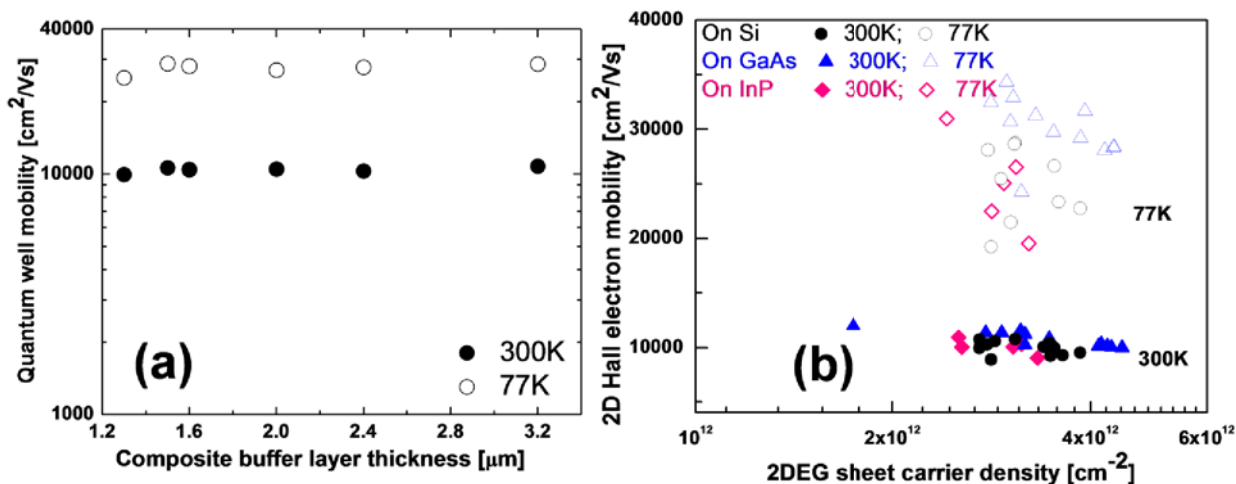 (a)
Quantum well mobility [cm²/Vs]
40000
10000
1000
300K
77K
1.2 1.6 2.0 2.4 2.8 3.2
Composite buffer layer thickness [μm]
(b)
2D Hall electron mobility [cm²/Vs]
40000
30000
20000
10000
On Si 300K; 77K
On GaAs 300K; 77K
On InP 300K; 77K
77K
300K
10¹² 2x10¹² 4x10¹² 6x10¹²
2DEG sheet carrier density [cm⁻²]